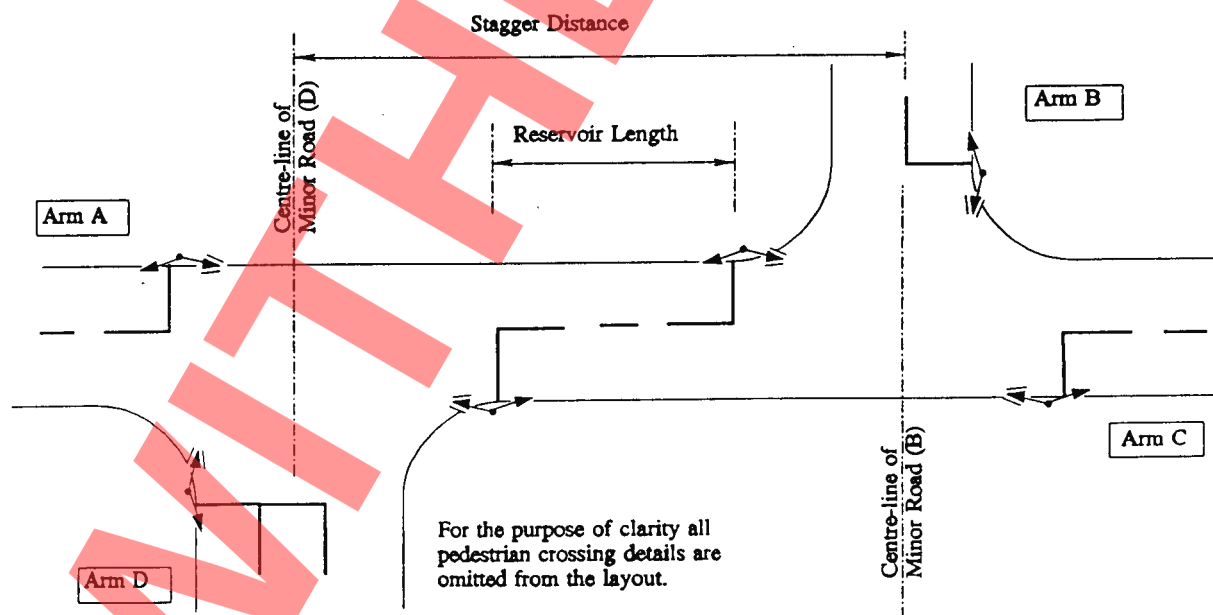 Stagger Distance
Centre-line of
Minor Road (D)
Arm B
Reservoir Length
Arm A
Arm C
Centre-line of
Minor Road (B)
For the purpose of clarity all
pedestrian crossing details are
omitted from the layout.
Arm D
WITHD